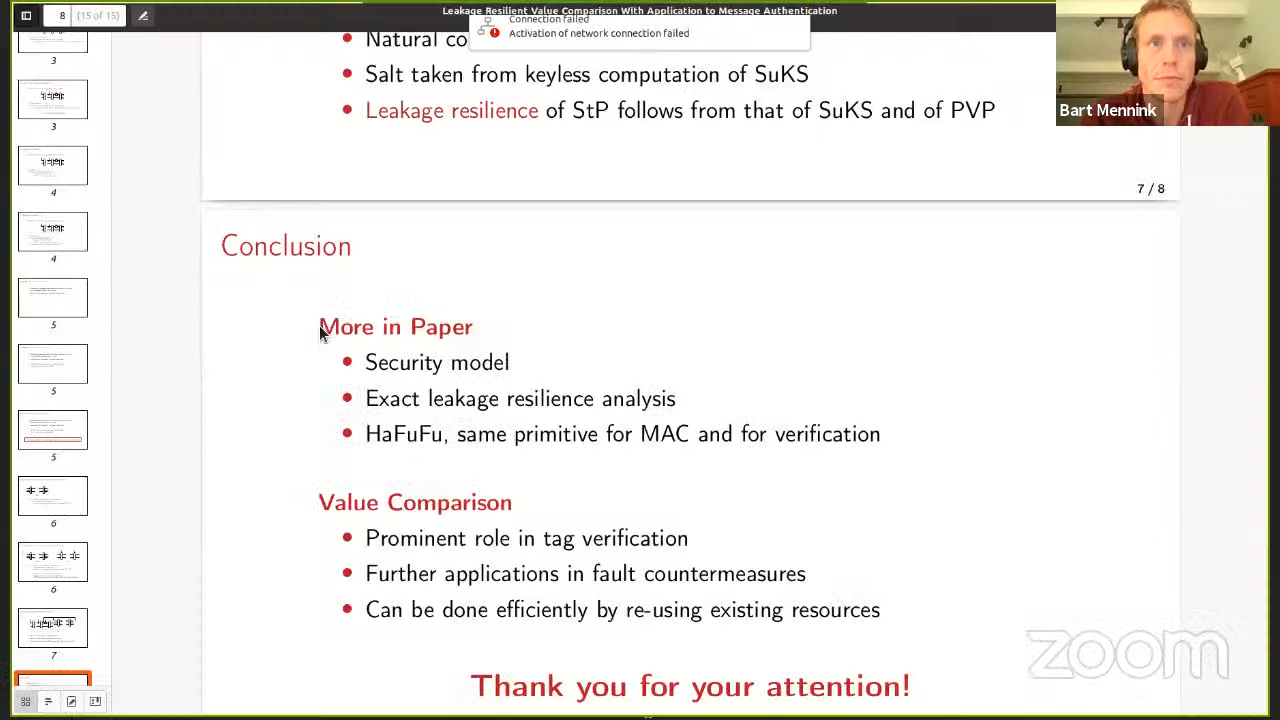 8 (15 of 15)
Leakage Resilient Value Comparison With Application to Message Authentication
Connection failed
Activation of network connection failed
Bart Mennink
3
3
4
4
5
5
5
6
6
7
Natural co
Salt taken from keyless computation of SuKS
Leakage resilience of StP follows from that of SuKS and of PVP
7 / 8
Conclusion
More in Paper
Security model
Exact leakage resilience analysis
HaFuFu, same primitive for MAC and for verification
Value Comparison
Prominent role in tag verification
Further applications in fault countermeasures
Can be done efficiently by re-using existing resources
zoom
Thank you for your attention!